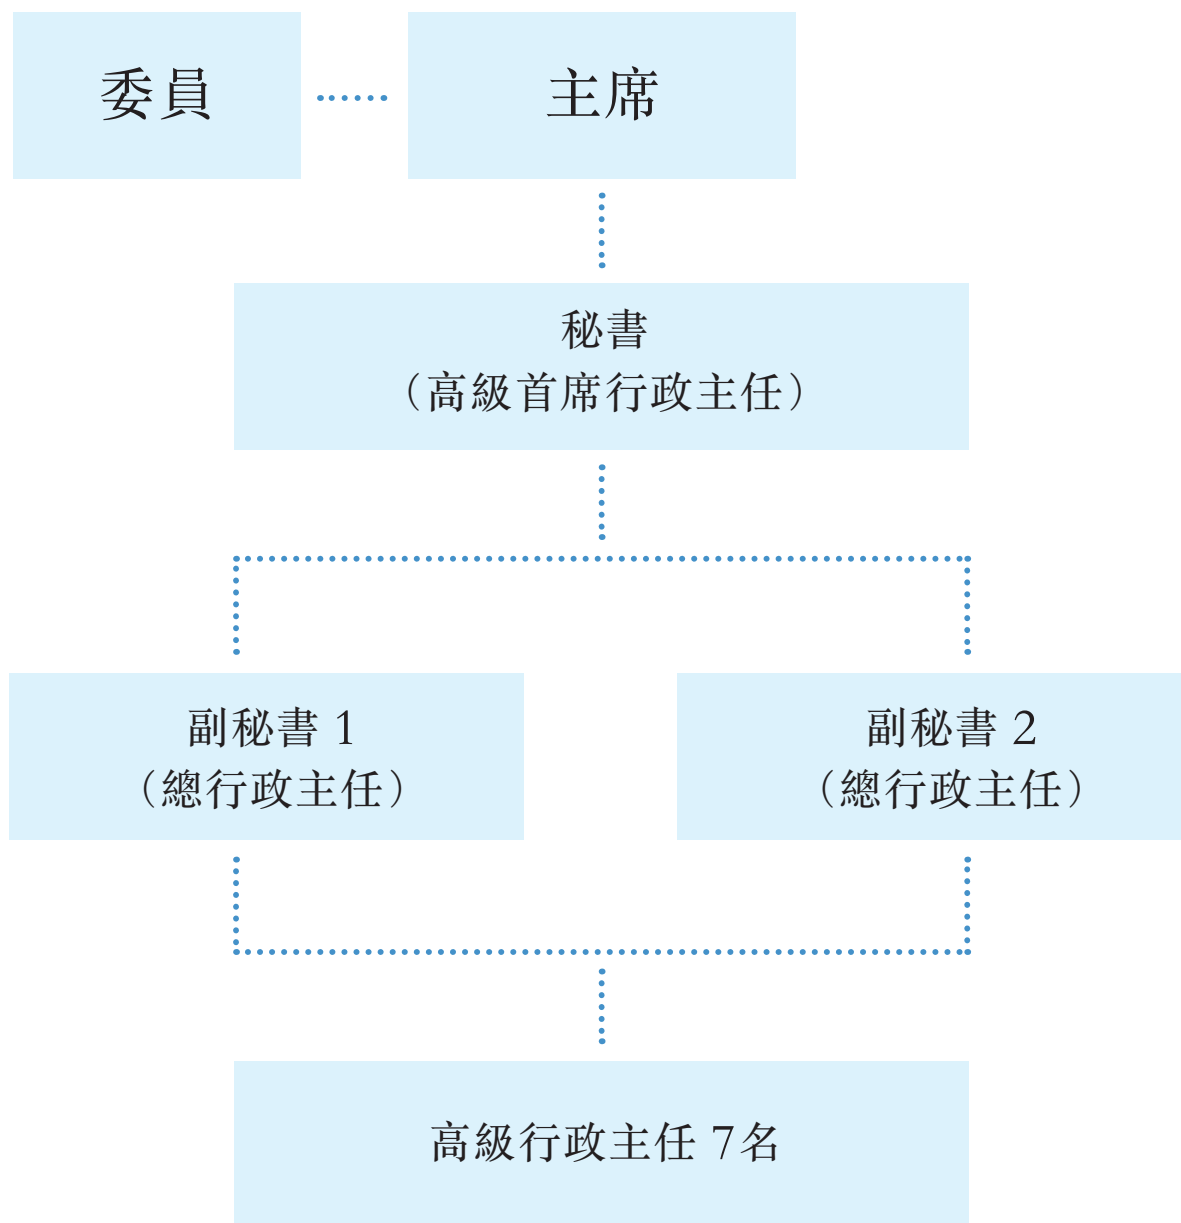 委員
主席
秘書
（高級首席行政主任）
副秘書 1
（總行政主任）
副秘書 2
（總行政主任）
高級行政主任 7名